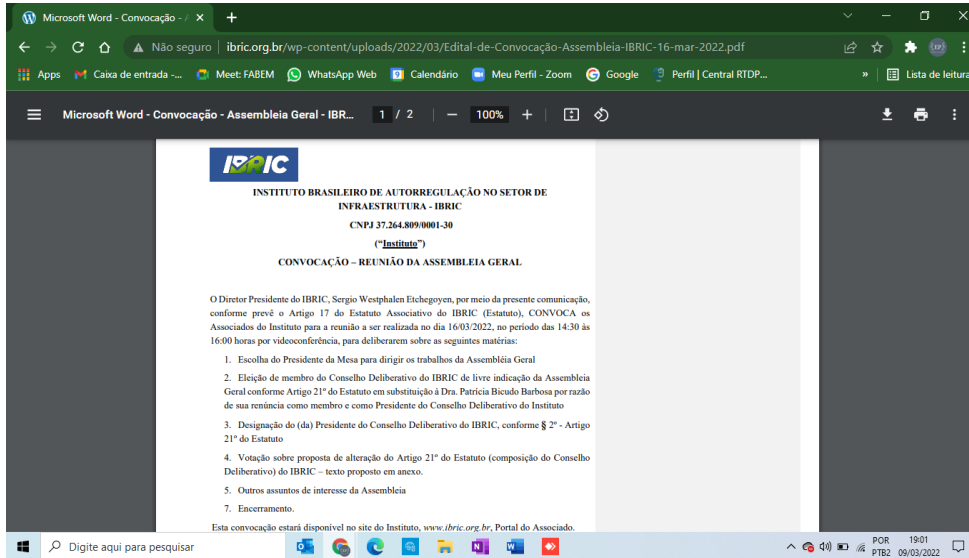 Microsoft Word - Convocação - A
Não seguro
ibric.org.br/wp-content/uploads/2022/03/Edital-de-Convocação-Assembleia-IBRIC-16-mar-2022.pdf
Apps
Caixa de entrada -...
Meet: FABEM
WhatsApp Web
Calendário
Meu Perfil - Zoom
Google
Perfil | Central RTDP...
»
Lista de leitura
Microsoft Word - Convocação - Assembleia Geral - IBR...
1 / 2
100%
IBRIC
INSTITUTO BRASILEIRO DE AUTORREGULAÇÃO NO SETOR DE
INFRAESTRUTURA - IBRIC
CNPJ 37.264.809/0001-30
(“Instituto”)
CONVOCAÇÃO – REUNIÃO DA ASSEMBLEIA GERAL
O Diretor Presidente do IBRIC, Sergio Westphalen Etchegoyen, por meio da presente comunicação,
conforme prevê o Artigo 17 do Estatuto Associativo do IBRIC (Estatuto), CONVOCA os
Associados do Instituto para a reunião a ser realizada no dia 16/03/2022, no período das 14:30 às
16:00 horas por videoconferência, para deliberarem sobre as seguintes matérias:
1. Escolha do Presidente da Mesa para dirigir os trabalhos da Assembléia Geral
2. Eleição de membro do Conselho Deliberativo do IBRIC de livre indicação da Assembleia
Geral conforme Artigo 21º do Estatuto em substituição à Dra. Patrícia Bicudo Barbosa por razão
de sua renúncia como membro e como Presidente do Conselho Deliberativo do Instituto
3. Designação do (da) Presidente do Conselho Deliberativo do IBRIC, conforme § 2º - Artigo
21º do Estatuto
4. Votação sobre proposta de alteração do Artigo 21º do Estatuto (composição do Conselho
Deliberativo) do IBRIC – texto proposto em anexo.
5. Outros assuntos de interesse da Assembleia
7. Encerramento.
Esta convocação estará disponível no site do Instituto, www.ibric.org.br, Portal do Associado.
Digite aqui para pesquisar
POR
PTB2
19:01
09/03/2022